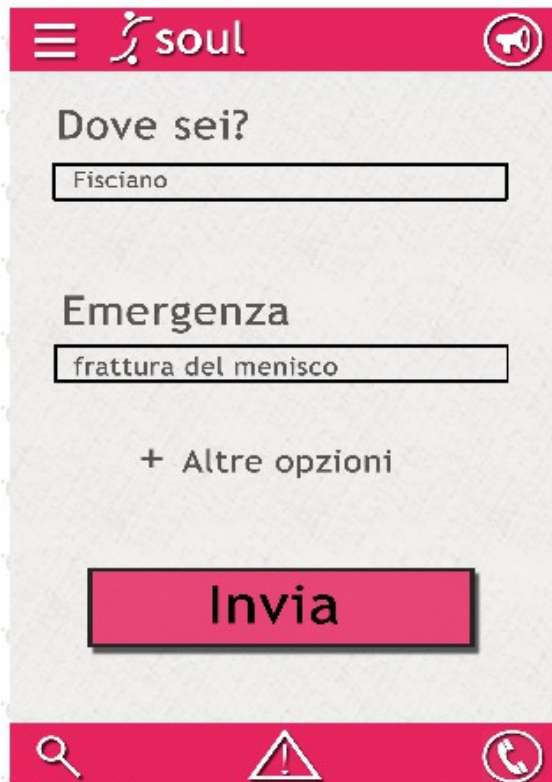 soul
Dove sei?
Fisciano
Emergenza
frattura del menisco
+ Altre opzioni
Invia